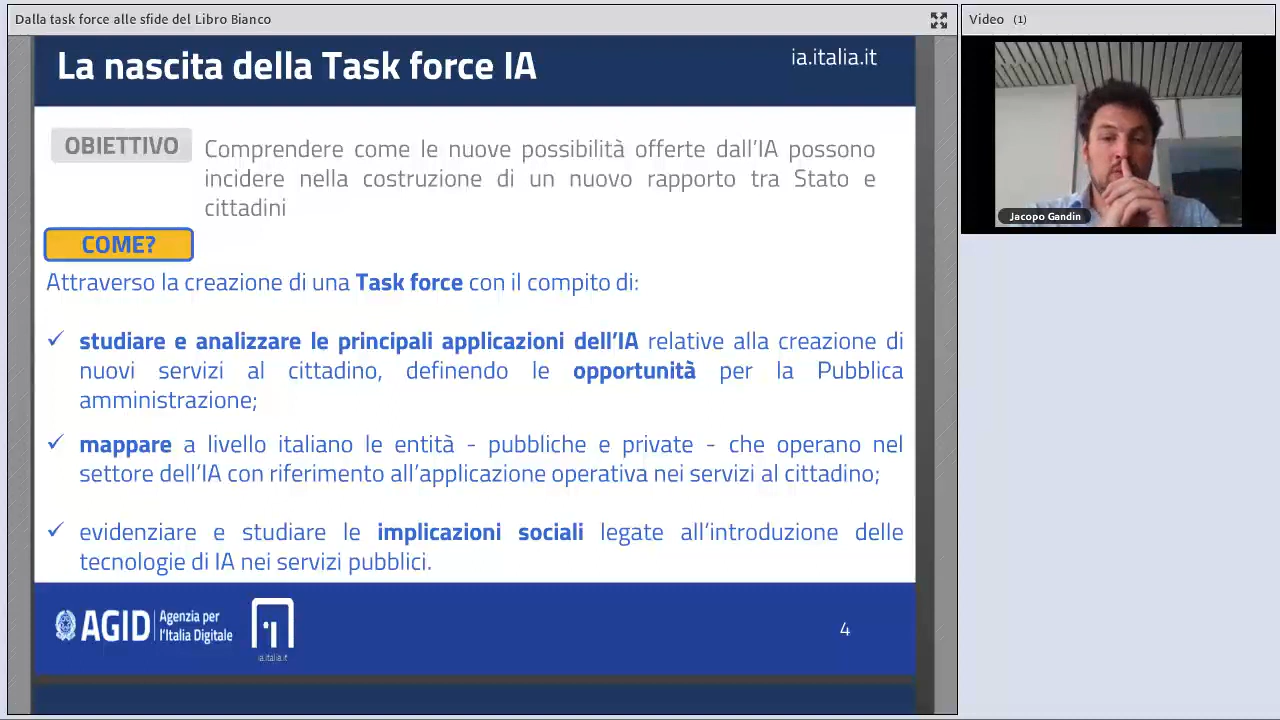 Dalla task force alle sfide del Libro Bianco
Video (1)
La nascita della Task force IA
ia.italia.it
OBIETTIVO
Comprendere come le nuove possibilità offerte dall'IA possono
incidere nella costruzione di un nuovo rapporto tra Stato e
cittadini
COME?
Attraverso la creazione di una Task force con il compito di:
✓ studiare e analizzare le principali applicazioni dell'IA relative alla creazione di
nuovi servizi al cittadino, definendo le opportunità per la Pubblica
amministrazione;
✓ mappare a livello italiano le entità - pubbliche e private - che operano nel
settore dell'IA con riferimento all'applicazione operativa nei servizi al cittadino;
✓ evidenziare e studiare le implicazioni sociali legate all'introduzione delle
tecnologie di IA nei servizi pubblici.
AGID Agenzia per
l'Italia Digitale
ia.italia.it
4
Jacopo Gandin